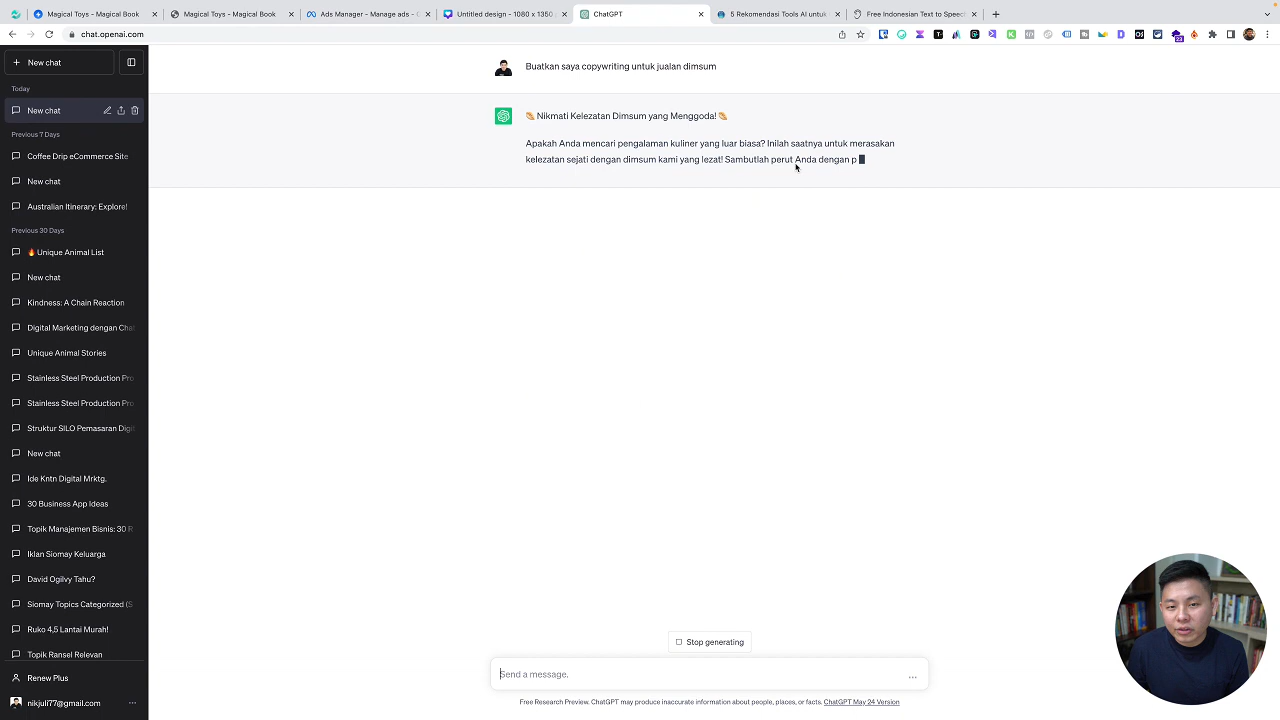 Magical Toys - Magical Book
Magical Toys - Magical Book
Ads Manager - Manage ads - C
Untitled design - 1080 x 1350
ChatGPT
5 Rekomendasi Tools AI untuk
Free Indonesian Text to Speech
chat.openai.com
23
New chat
Today
New chat
Previous 7 Days
Coffee Drip eCommerce Site
New chat
Australian Itinerary: Explore!
Previous 30 Days
🔥Unique Animal List
New chat
Kindness: A Chain Reaction
Digital Marketing dengan Chat
Unique Animal Stories
Stainless Steel Production Pro
Stainless Steel Production Pro
Struktur SILO Pemasaran Digi
New chat
Ide Kntn Digital Mrktg.
30 Business App Ideas
Topik Manajemen Bisnis: 30 R
Iklan Siomay Keluarga
David Ogilvy Tahu?
Siomay Topics Categorized (S
Ruko 4,5 Lantai Murah!
Topik Ransel Relevan
Renew Plus
nikjuli77@gmail.com
Buatkan saya copywriting untuk jualan dimsum
Nikmati Kelezatan Dimsum yang Menggoda!
Apakah Anda mencari pengalaman kuliner yang luar biasa? Inilah saatnya untuk merasakan
kelezatan sejati dengan dimsum kami yang lezat! Sambutlah perut Anda dengan p
Stop generating
Send a message.
Free Research Preview. ChatGPT may produce inaccurate information about people, places, or facts. ChatGPT May 24 Version